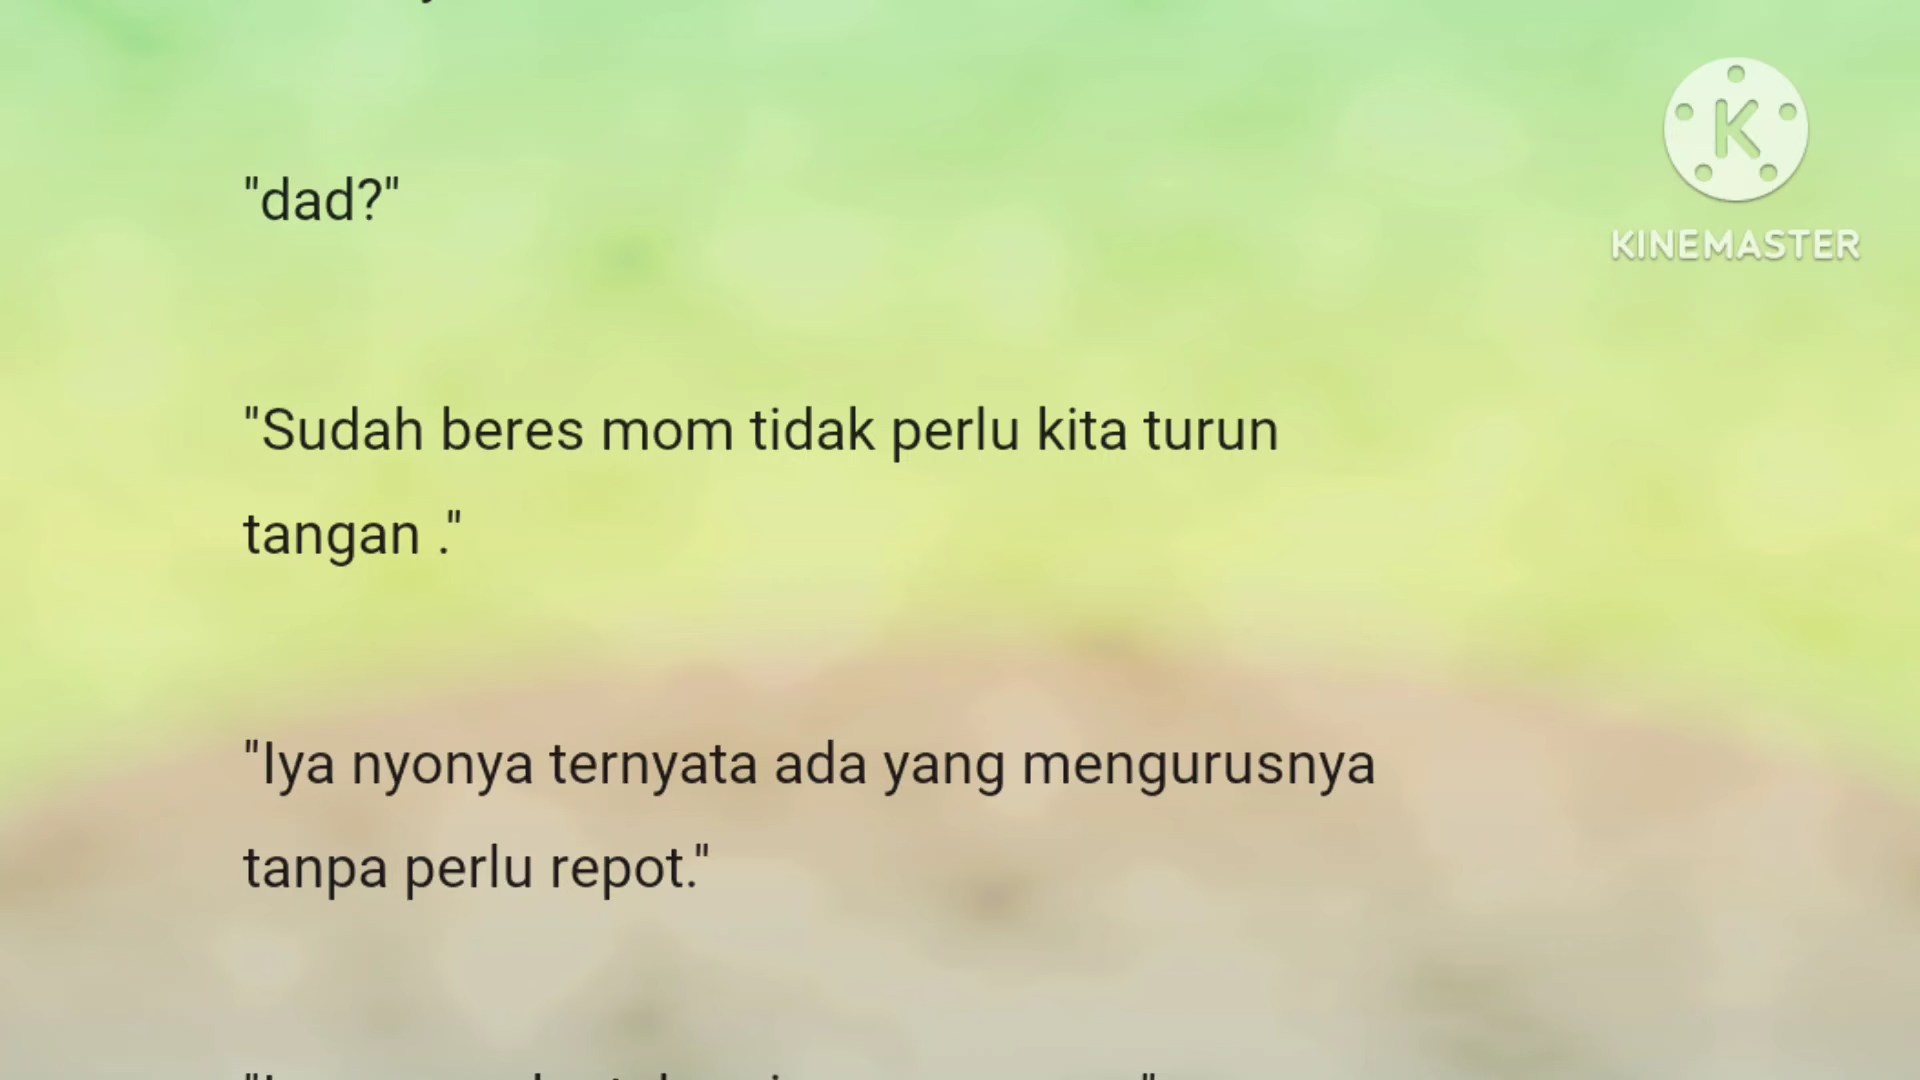 "dad?"
KINEMASTER
"Sudah beres mom tidak perlu kita turun
tangan ."
"Iya nyonya ternyata ada yang mengurusnya
tanpa perlu repot."